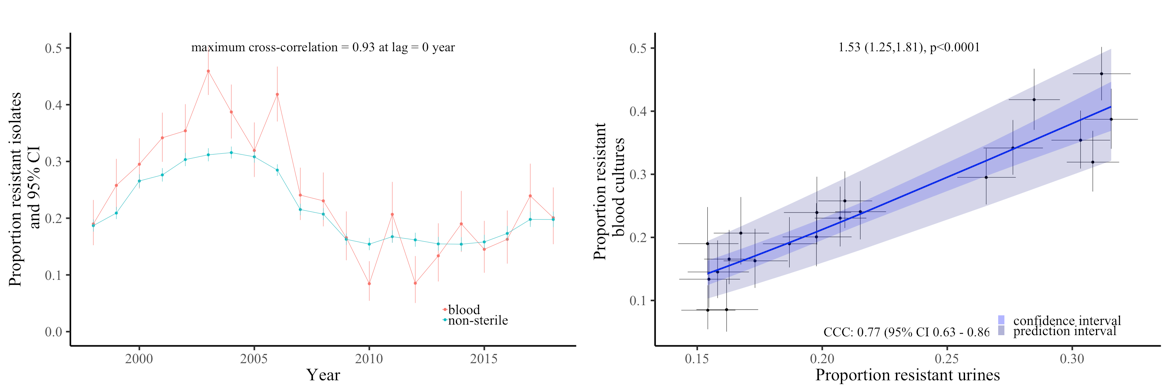 maximum cross-correlation = 0.93 at lag = 0 year
Proportion resistant isolates
and 95% CI
0.5
0.4
0.3
0.2
0.1
0.0
blood
non-sterile
2000
2005
2010
2015
Year
1.53 (1.25,1.81), p<0.0001
Proportion resistant
blood cultures
0.5
0.4
0.3
0.2
0.1
confidence interval
prediction interval
CCC: 0.77 (95% CI 0.63 - 0.86
0.15
0.20
0.25
0.30
Proportion resistant urines